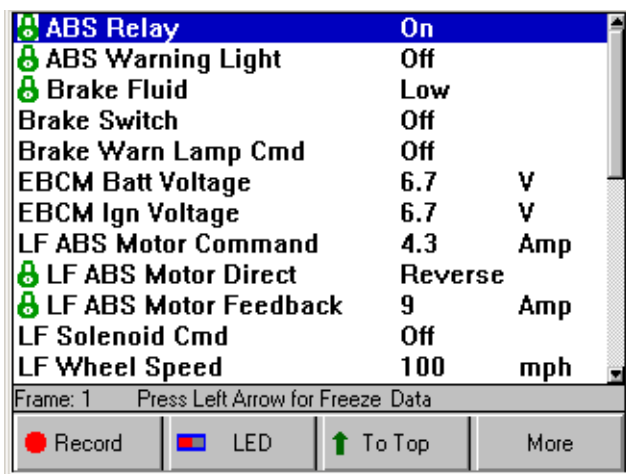 ABS Relay On
ABS Warning Light Off
Brake Fluid Low
Brake Switch Off
Brake Warn Lamp Cmd Off
EBCM Batt Voltage 6.7 V
EBCM Ign Voltage 6.7 V
LF ABS Motor Command 4.3 Amp
LF ABS Motor Direct Reverse
LF ABS Motor Feedback 9 Amp
LF Solenoid Cmd Off
LF Wheel Speed 100 mph
Frame: 1 Press Left Arrow for Freeze Data
Record LED To Top More